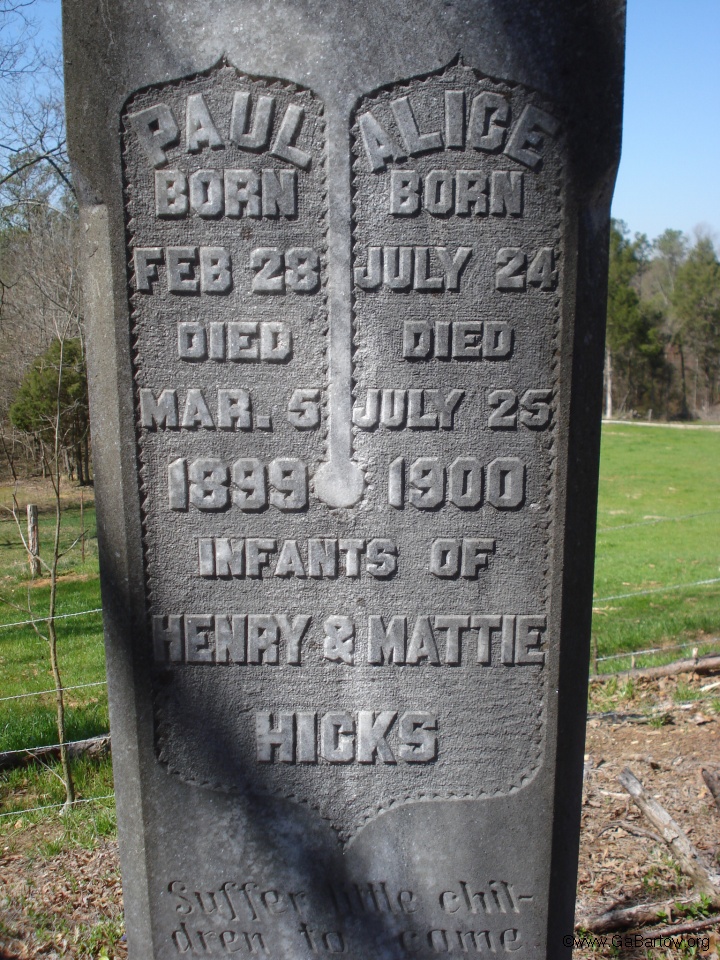 PAUL
BORN
FEB 28
DIED
MAR. 5
1899
ALICE
BORN
JULY 24
DIED
JULY 25
1900
INFANTS OF
HENRY & MATTIE
HICKS
Suffer little chil-
dren to come
©www.GaBartow.org